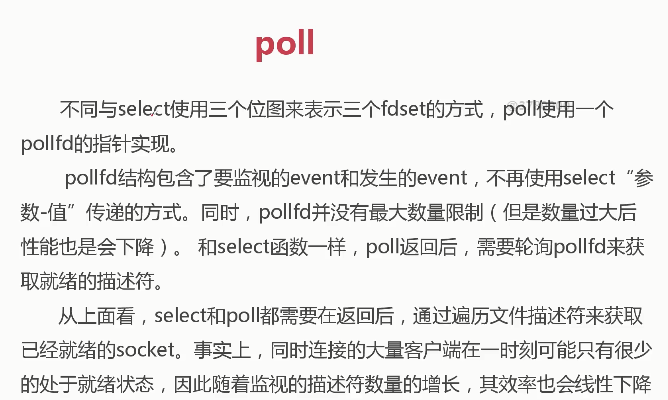 poll
不同与select使用三个位图来表示三个fdset的方式，poll使用一个
pollfd的指针实现。
pollfd结构包含了要监视的event和发生的event，不再使用select“参
数-值”传递的方式。同时，pollfd并没有最大数量限制（但是数量过大后
性能也是会下降）。 和select函数一样，poll返回后，需要轮询pollfd来获
取就绪的描述符。
从上面看，select和poll都需要在返回后，通过遍历文件描述符来获取
已经就绪的socket。事实上，同时连接的大量客户端在一时刻可能只有很少
的处于就绪状态，因此随着监视的描述符数量的增长，其效率也会线性下降